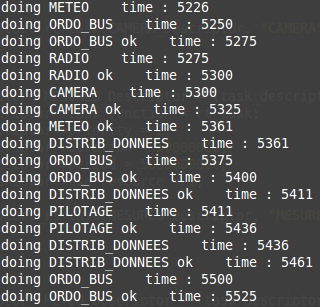 doing METEO    time : 5226
doing ORDO_BUS    time : 5250
doing ORDO_BUS ok    time : 5275
doing RADIO    time : 5275
doing RADIO ok    time : 5300
doing CAMERA    time : 5300
doing CAMERA ok    time : 5325
doing METEO ok    time : 5361
doing DISTRIB_DONNEES    time : 5361
doing ORDO_BUS    time : 5375
doing ORDO_BUS ok    time : 5400
doing DISTRIB_DONNEES ok    time : 5411
doing PILOTAGE    time : 5411
doing PILOTAGE ok    time : 5436
doing DISTRIB_DONNEES    time : 5436
doing DISTRIB_DONNEES ok    time : 5461
doing ORDO_BUS    time : 5500
doing ORDO_BUS ok    time : 5525